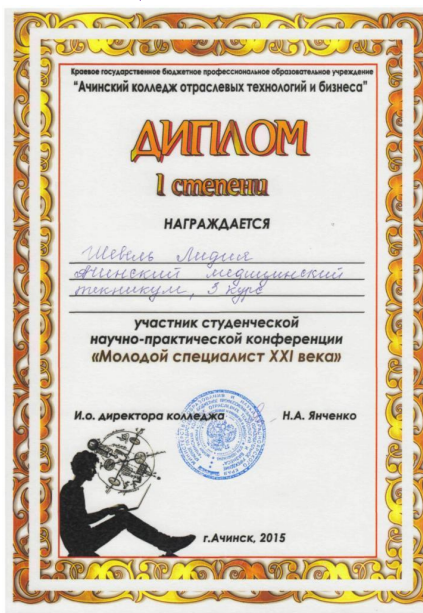 Краевое государственное бюджетное профессиональное образовательное учреждение
"Ачинский колледж отраслевых технологий и бизнеса"
ДИПЛОМ
I степени
НАГРАЖДАЕТСЯ
Шевель Лидия
Ачинский медицинский
техникум, 3 курс
участник студенческой
научно-практической конференции
«Молодой специалист XXI века»
И.о. директора колледжа Н.А. Янченко
г.Ачинск, 2015